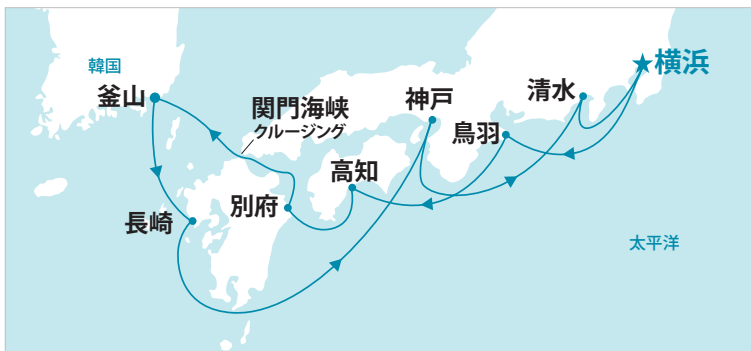 韓国
釜山
関門海峡
クルージング
神戸
清水
★横浜
鳥羽
高知
別府
長崎
太平洋